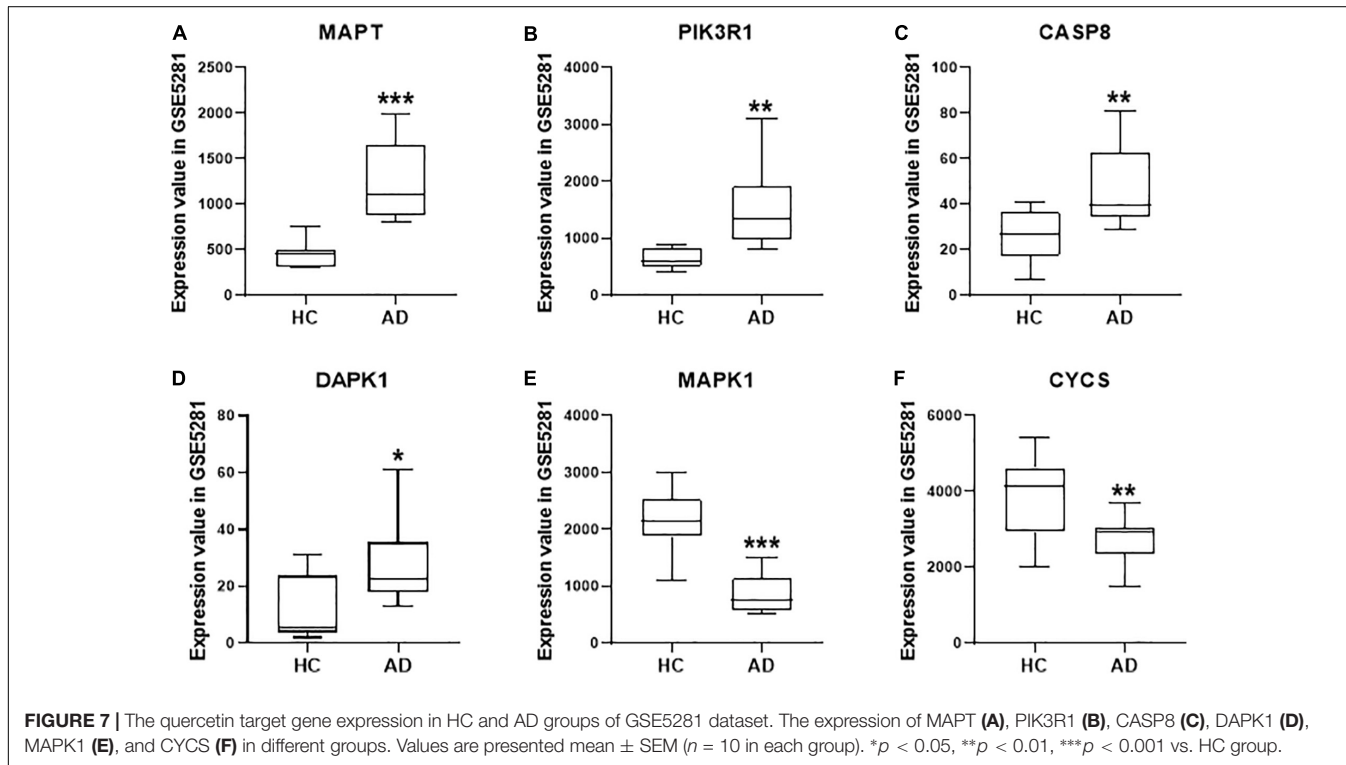 A
MAPT
Expression value in GSE5281
2500
2000
1500
1000
500
0
***
HC
AD
B
PIK3R1
Expression value in GSE5281
4000
3000
2000
1000
0
**
HC
AD
C
CASP8
Expression value in GSE5281
100
80
60
40
20
0
**
HC
AD
D
DAPK1
Expression value in GSE5281
80
60
40
20
0
*
HC
AD
E
MAPK1
Expression value in GSE5281
4000
3000
2000
1000
0
***
HC
AD
F
CYCS
Expression value in GSE5281
6000
4000
2000
0
**
HC
AD
FIGURE 7 | The quercetin target gene expression in HC and AD groups of GSE5281 dataset. The expression of MAPT (A), PIK3R1 (B), CASP8 (C), DAPK1 (D),
MAPK1 (E), and CYCS (F) in different groups. Values are presented mean ± SEM (n = 10 in each group). *p < 0.05, **p < 0.01, ***p < 0.001 vs. HC group.